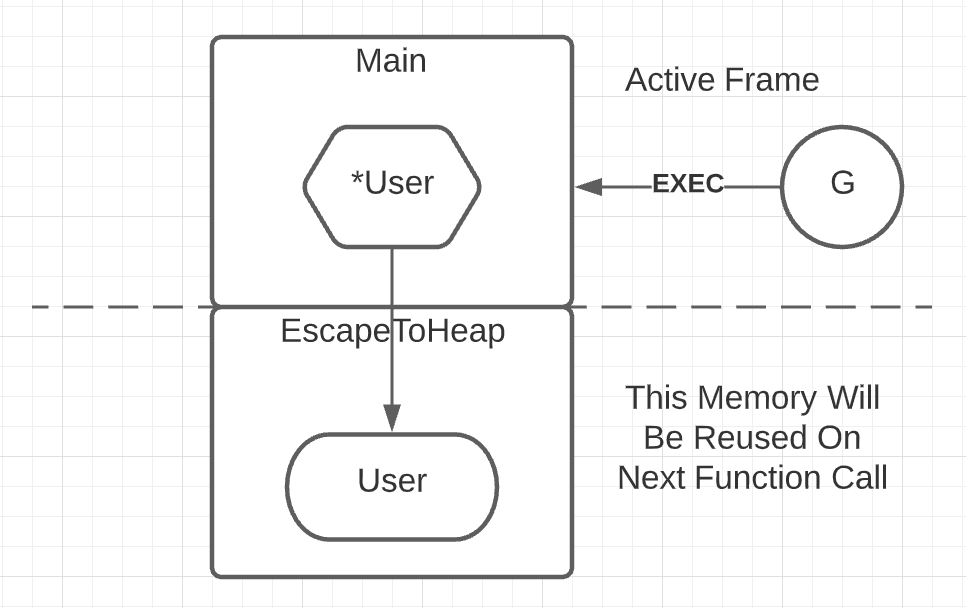 Main
Active Frame
*User
EXEC
G
EscapeToHeap
This Memory Will
Be Reused On
Next Function Call
User